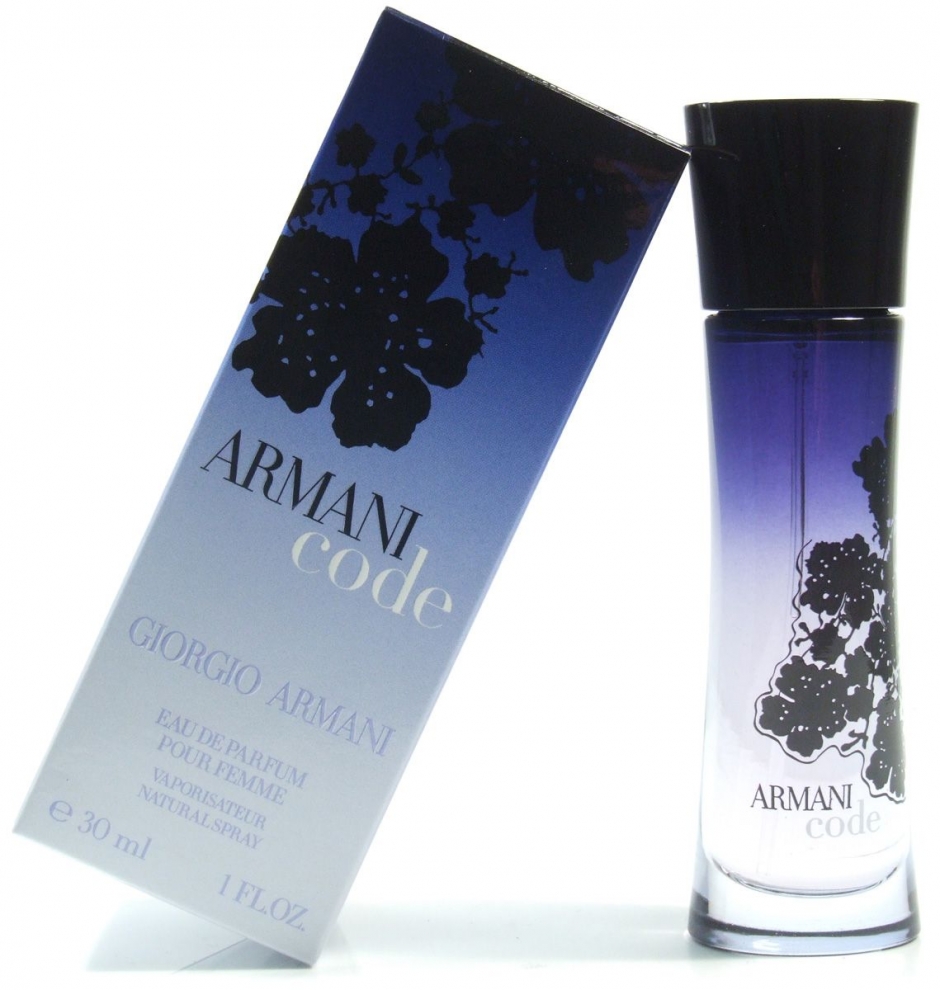 ARMANI
code
GIORGIO ARMANI
EAU DE PARFUM
POUR FEMME
VAPORISATEUR
NATURAL SPRAY
e 30 ml
1 FL.OZ.
ARMANI
code